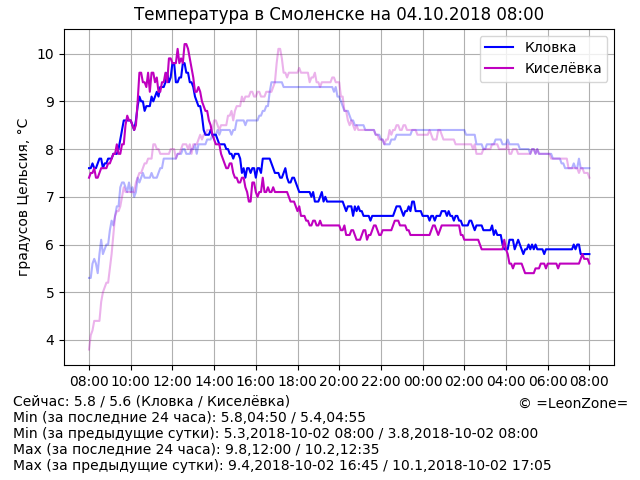 Температура в Смоленске на 04.10.2018 08:00
градусов Цельсия, °C
10
9
8
7
6
5
4
Кловка
Киселёвка
08:00 10:00 12:00 14:00 16:00 18:00 20:00 22:00 00:00 02:00 04:00 06:00 08:00
Сейчас: 5.8 / 5.6 (Кловка / Киселёвка)
© =LeonZone=
Min (за последние 24 часа): 5.8,04:50 / 5.4,04:55
Min (за предыдущие сутки): 5.3,2018-10-02 08:00 / 3.8,2018-10-02 08:00
Max (за последние 24 часа): 9.8,12:00 / 10.2,12:35
Max (за предыдущие сутки): 9.4,2018-10-02 16:45 / 10.1,2018-10-02 17:05